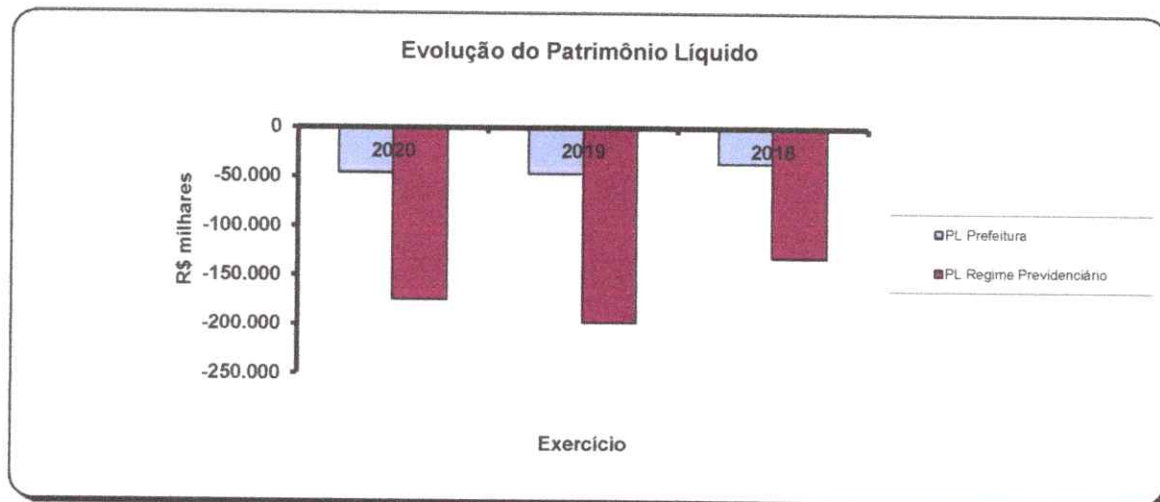 Evolução do Patrimônio Líquido
0
-50.000
-100.000
-150.000
-200.000
-250.000
R$ milhares
2020
2019
2018
PL Prefeitura
PL Regime Previdenciário
Exercício